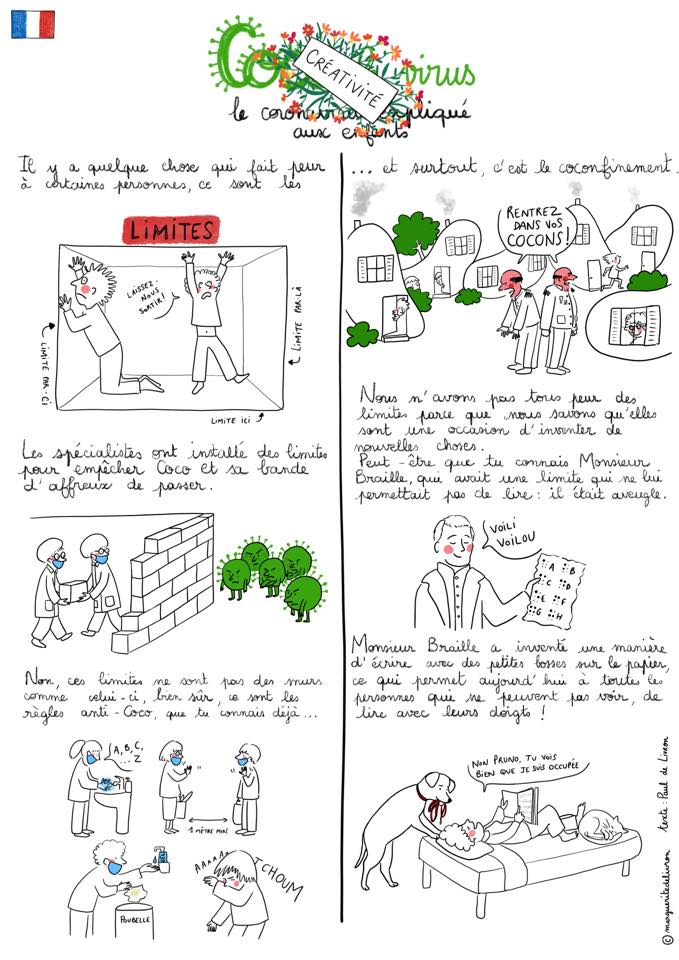 Co
CRÉATIVITÉ
virus
le coronavirus expliqué
aux enfants
Il y a quelque chose qui fait peur
à certaines personnes, ce sont les
LIMITES
LAISSEZ-
NOUS
SORTIR!
LIMITE PAR-CI
LIMITE PAR-LÀ
LIMITE ICI
Les spécialistes ont installé des limites
pour empêcher Coco et sa bande
d'affreux de passer.
Non, ces limites ne sont pas des murs
comme celui-ci, bien sûr, ce sont les
règles anti-Coco, que tu connais déjà...
A, B, C,
... Z
1 MÈTRE MIN.
GEL
POUBELLE
AAAAAA
TCHOUM
... et surtout, c'est le coconfinement.
RENTREZ
DANS VOS
COCONS!
Nous n'avons pas tous peur des
limites parce que nous savons qu'elles
sont une occasion d'inventer de
nouvelles choses.
Peut-être que tu connais Monsieur
Braille, qui avait une limite qui ne lui
permettait pas de lire : il était aveugle.
VOILI
VOILOU
A B
C D
E F
G H
Monsieur Braille a inventé une manière
d'écrire avec des petites bosses sur le papier,
ce qui permet aujourd'hui à toutes les
personnes qui ne peuvent pas voir, de
lire avec leurs doigts !
NON PRUNO, TU VOIS
BIEN QUE JE SUIS OCCUPÉE
© margueritedelivron texte : Paul de Livron